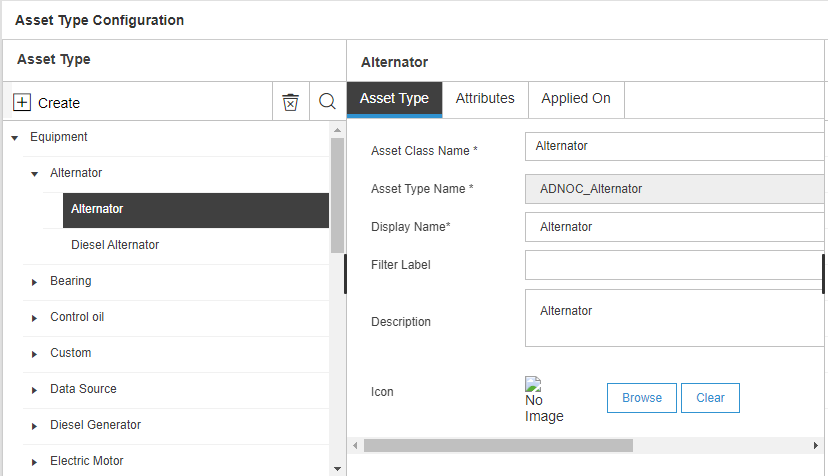 Asset Type Configuration
Asset Type
Create
Equipment
Alternator
Alternator
Diesel Alternator
Bearing
Control oil
Custom
Data Source
Diesel Generator
Electric Motor
Alternator
Asset Type Attributes Applied On
Asset Class Name * Alternator
Asset Type Name * ADNOC_Alternator
Display Name* Alternator
Filter Label
Description Alternator
Icon No Image Browse Clear